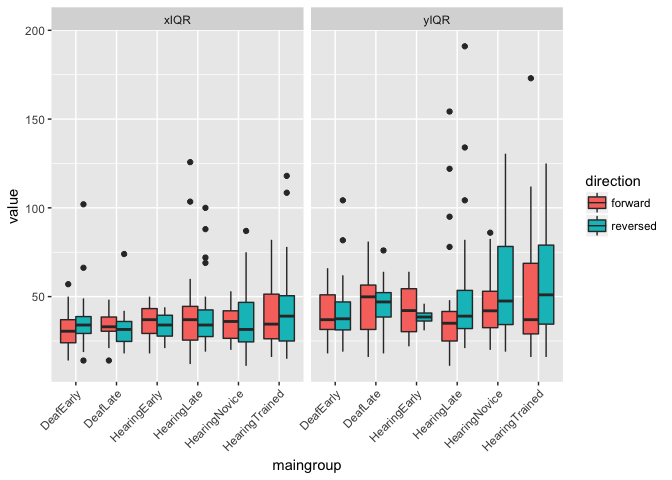 xIQR
yIQR
200
150
100
50
value
DeafEarly
DeafLate
HearingEarly
HearingLate
HearingNovice
HearingTrained
DeafEarly
DeafLate
HearingEarly
HearingLate
HearingNovice
HearingTrained
maingroup
direction
forward
reversed